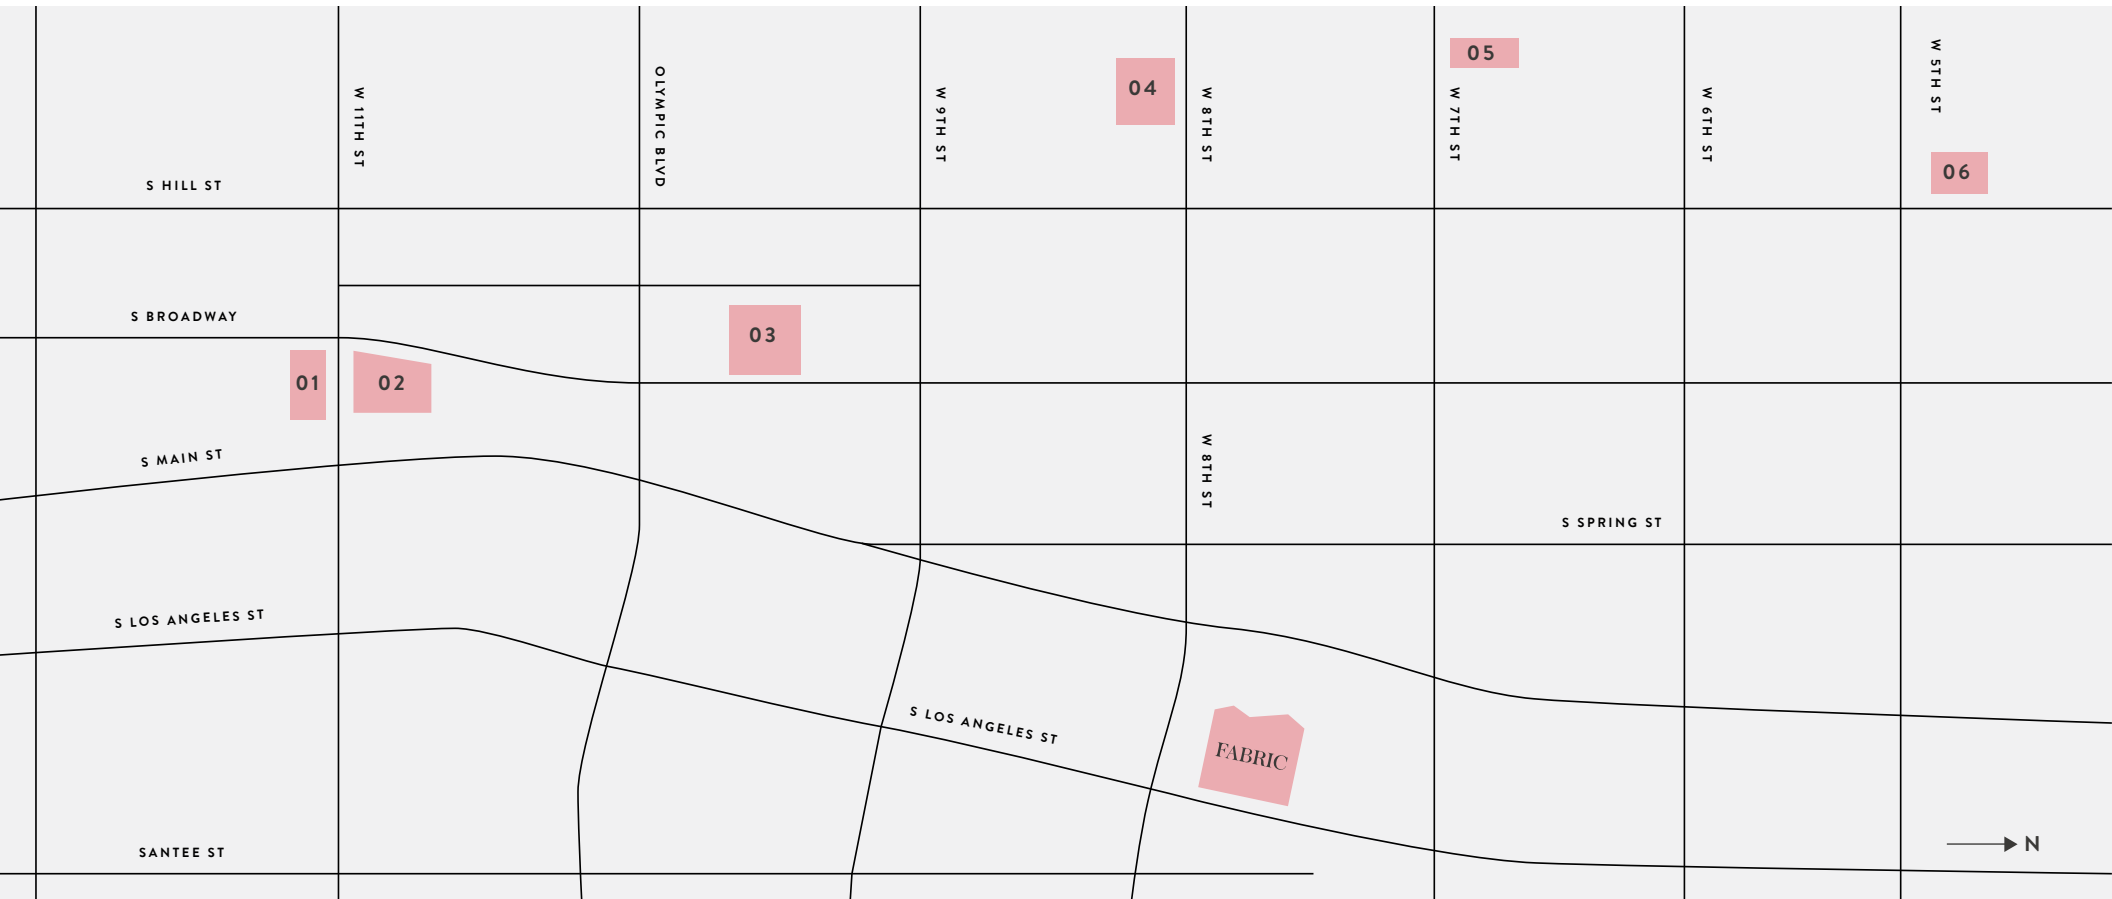 W 5TH ST
05
OLYMPIC BLVD
04
W 11TH ST
W 9TH ST
W 8TH ST
W 7TH ST
W 6TH ST
06
S HILL ST
S BROADWAY
03
01
02
S MAIN ST
W 8TH ST
S SPRING ST
S LOS ANGELES ST
S LOS ANGELES ST
FABRIC
SANTEE ST
N